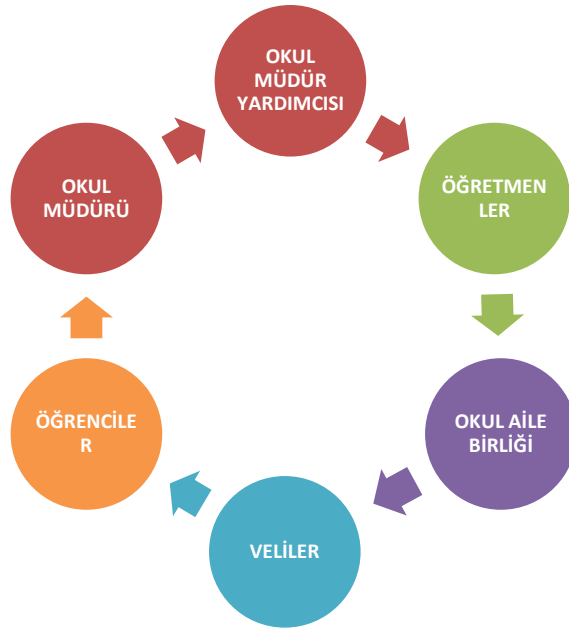 OKUL
MÜDÜR
YARDIMCISI
ÖĞRETMEN
LER
OKUL AİLE
BİRLİĞİ
VELİLER
ÖĞRENCİLE
R
OKUL
MÜDÜRÜ